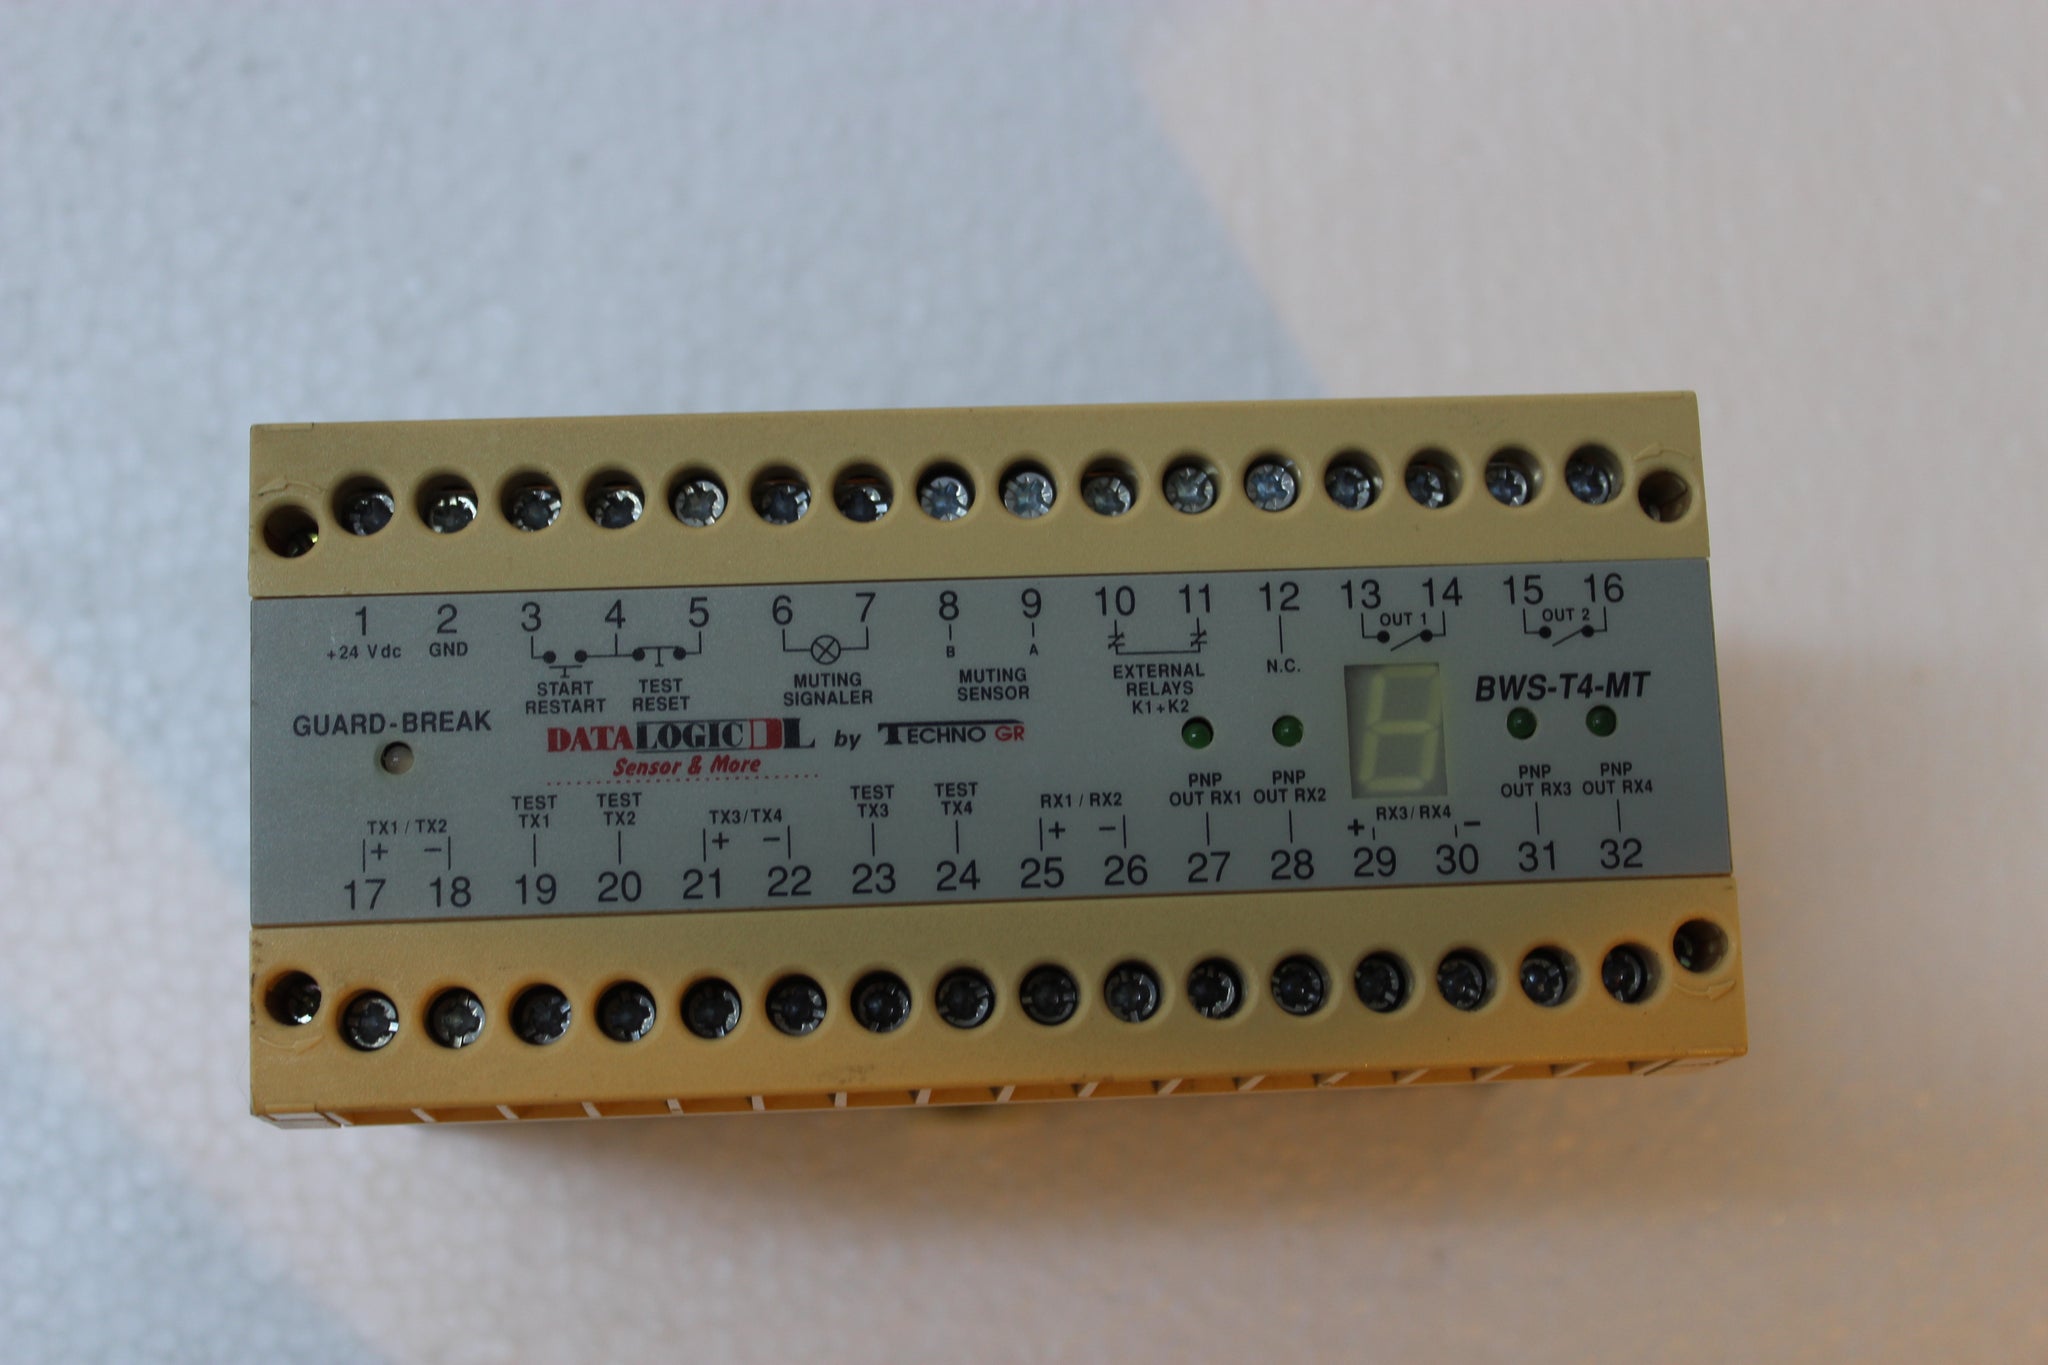 1 2 3 4 5 6 7 8 9 10 11 12 13 14 15 16
+24 Vdc GND
B A
OUT 1 OUT 2
START RESTART
TEST RESET
MUTING SIGNALER
MUTING SENSOR
EXTERNAL RELAYS K1+K2
N.C.
BWS-T4-MT
GUARD-BREAK
DATALOGIC DL by TECHNO GR
Sensor & More
TX1 / TX2
+ −
TEST TX1
TEST TX2
TX3/TX4
+ −
TEST TX3
TEST TX4
RX1 / RX2
+ −
PNP OUT RX1
PNP OUT RX2
RX3/ RX4
+ −
PNP OUT RX3
PNP OUT RX4
17 18 19 20 21 22 23 24 25 26 27 28 29 30 31 32